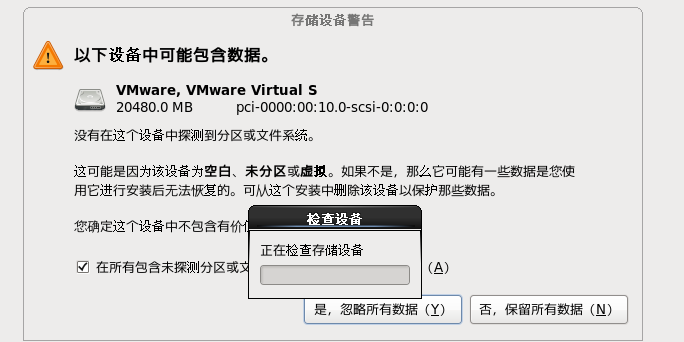 存储设备警告
以下设备中可能包含数据。
VMware, VMware Virtual S
20480.0 MB pci-0000:00:10.0-scsi-0:0:0:0
没有在这个设备中探测到分区或文件系统。
这可能是因为该设备为空白、未分区或虚拟。如果不是，那么它可能有一些数据是您使
用它进行安装后无法恢复的。可从这个安装中删除该设备以保护那些数据。
您确定这个设备中不包含有价
检查设备
正在检查存储设备
在所有包含未探测分区或文
(A)
是，忽略所有数据（Y） 否，保留所有数据（N）